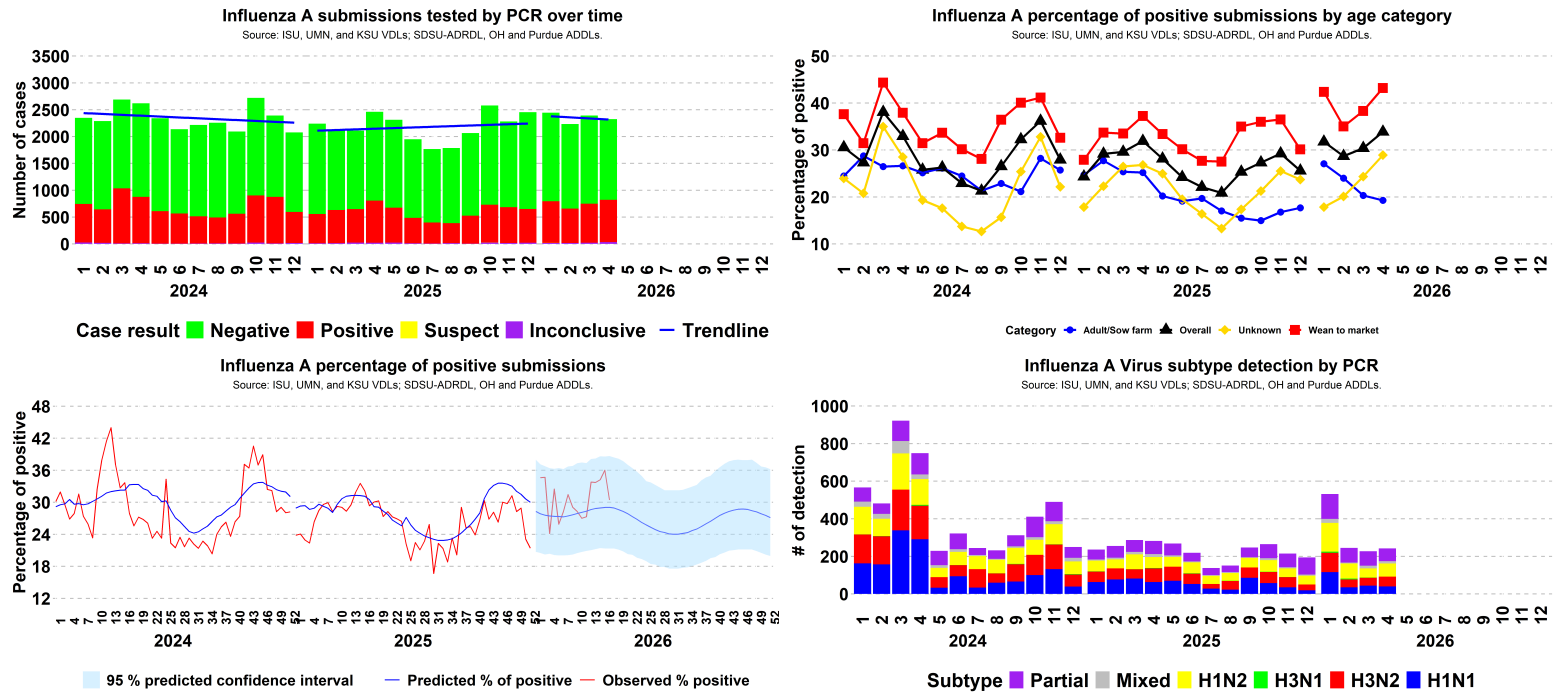 Influenza A submissions tested by PCR over time
Source: ISU, UMN, and KSU VDLs; SDSU-ADRDL, OH and Purdue ADDLs.
Number of cases
3500
3000
2500
2000
1500
1000
500
0
1 2 3 4 5 6 7 8 9 10 11 12 1 2 3 4 5 6 7 8 9 10 11 12 1 2 3 4 5 6 7 8 9 10 11 12
2024 2025 2026
Case result Negative Positive Suspect Inconclusive Trendline
Influenza A percentage of positive submissions by age category
Source: ISU, UMN, and KSU VDLs; SDSU-ADRDL, OH and Purdue ADDLs.
Percentage of positive
50
40
30
20
10
1 2 3 4 5 6 7 8 9 10 11 12 1 2 3 4 5 6 7 8 9 10 11 12 1 2 3 4 5 6 7 8 9 10 11 12
2024 2025 2026
Category Adult/Sow farm Overall Unknown Wean to market
Influenza A percentage of positive submissions
Source: ISU, UMN, and KSU VDLs; SDSU-ADRDL, OH and Purdue ADDLs.
Percentage of positive
48
42
36
30
24
18
12
1 4 7 10 13 16 19 22 25 28 31 34 37 40 43 46 49 52 1 4 7 10 13 16 19 22 25 28 31 34 37 40 43 46 49 52 1 4 7 10 13 16 19 22 25 28 31 34 37 40 43 46 49 52
2024 2025 2026
95 % predicted confidence interval Predicted % of positive Observed % positive
Influenza A Virus subtype detection by PCR
Source: ISU, UMN, and KSU VDLs; SDSU-ADRDL, OH and Purdue ADDLs.
# of detection
1000
800
600
400
200
0
1 2 3 4 5 6 7 8 9 10 11 12 1 2 3 4 5 6 7 8 9 10 11 12 1 2 3 4 5 6 7 8 9 10 11 12
2024 2025 2026
Subtype Partial Mixed H1N2 H3N1 H3N2 H1N1